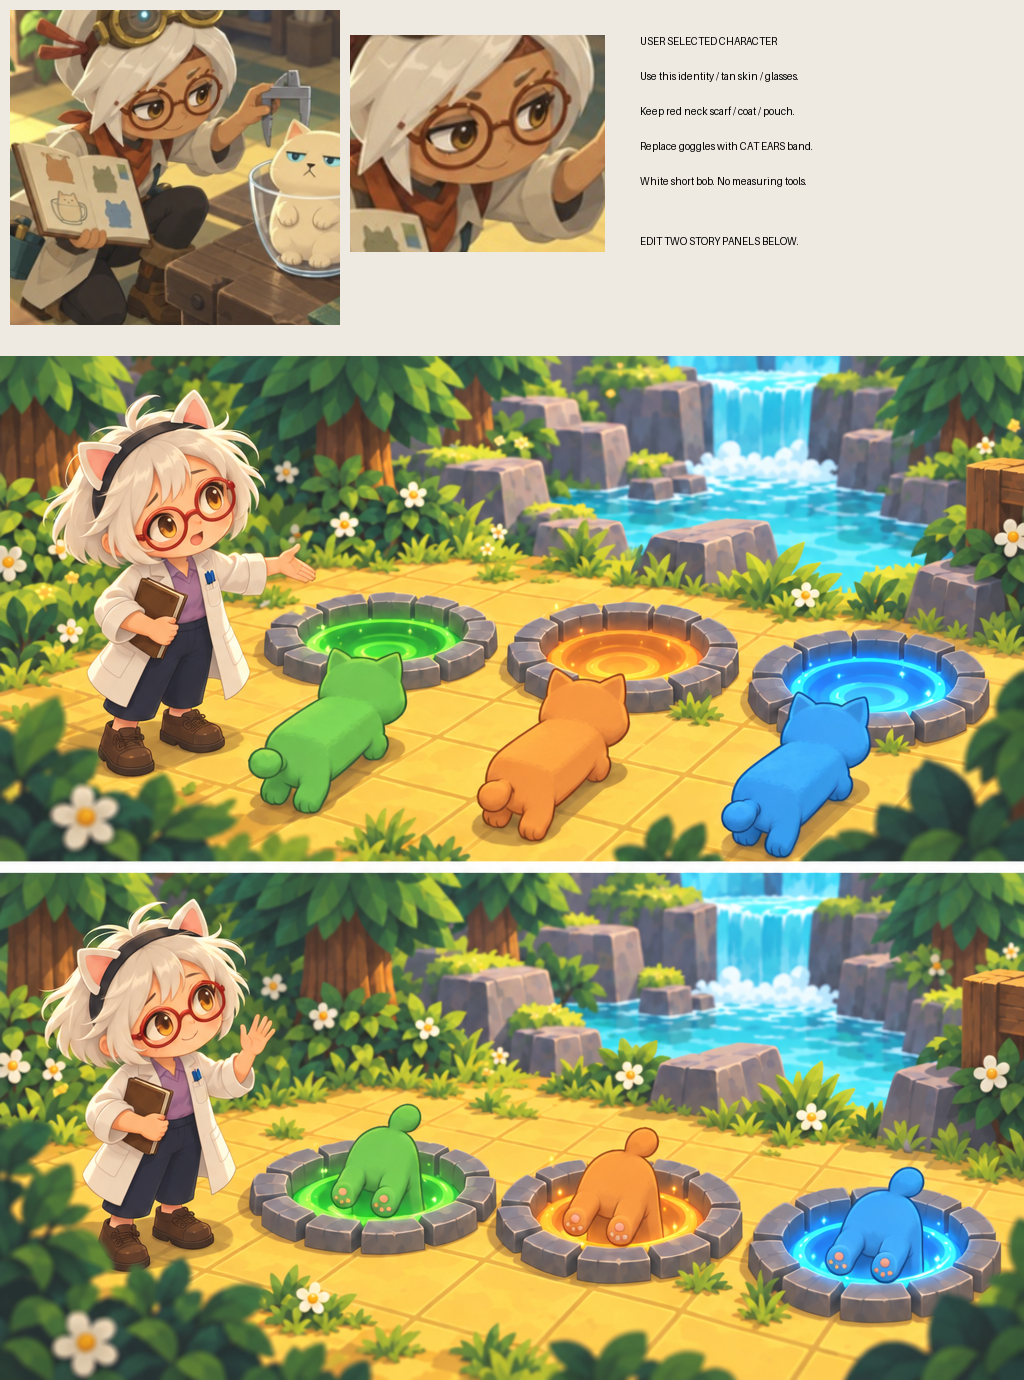 USER SELECTED CHARACTER
Use this identity / tan skin / glasses.
Keep red neck scarf / coat / pouch.
Replace goggles with CAT EARS band.
White short bob. No measuring tools.
EDIT TWO STORY PANELS BELOW.